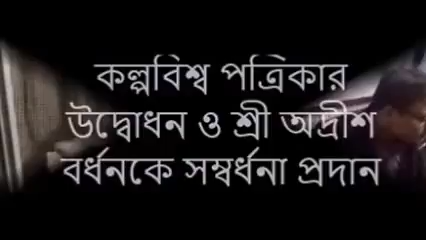 কল্পবিশ্ব পত্রিকার
উদ্বোধন ও শ্রী অদ্রীশ
বর্ধনকে সম্বর্ধনা প্রদান